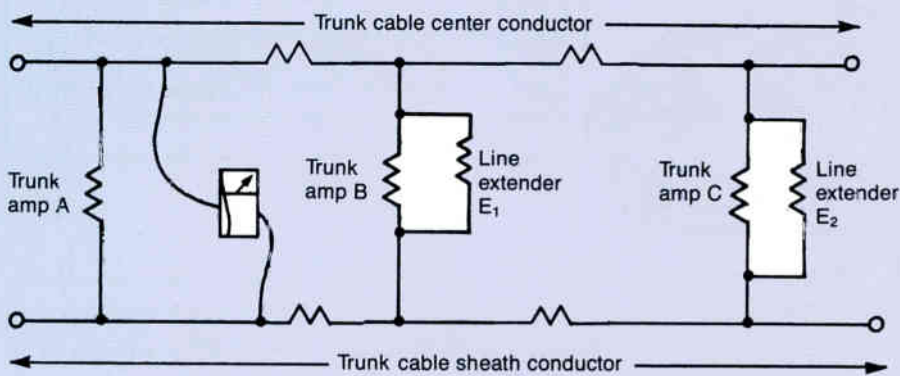 Trunk cable center conductor
Trunk
amp A
Trunk
amp B
Line
extender
E₁
Trunk
amp C
Line
extender
E₂
Trunk cable sheath conductor